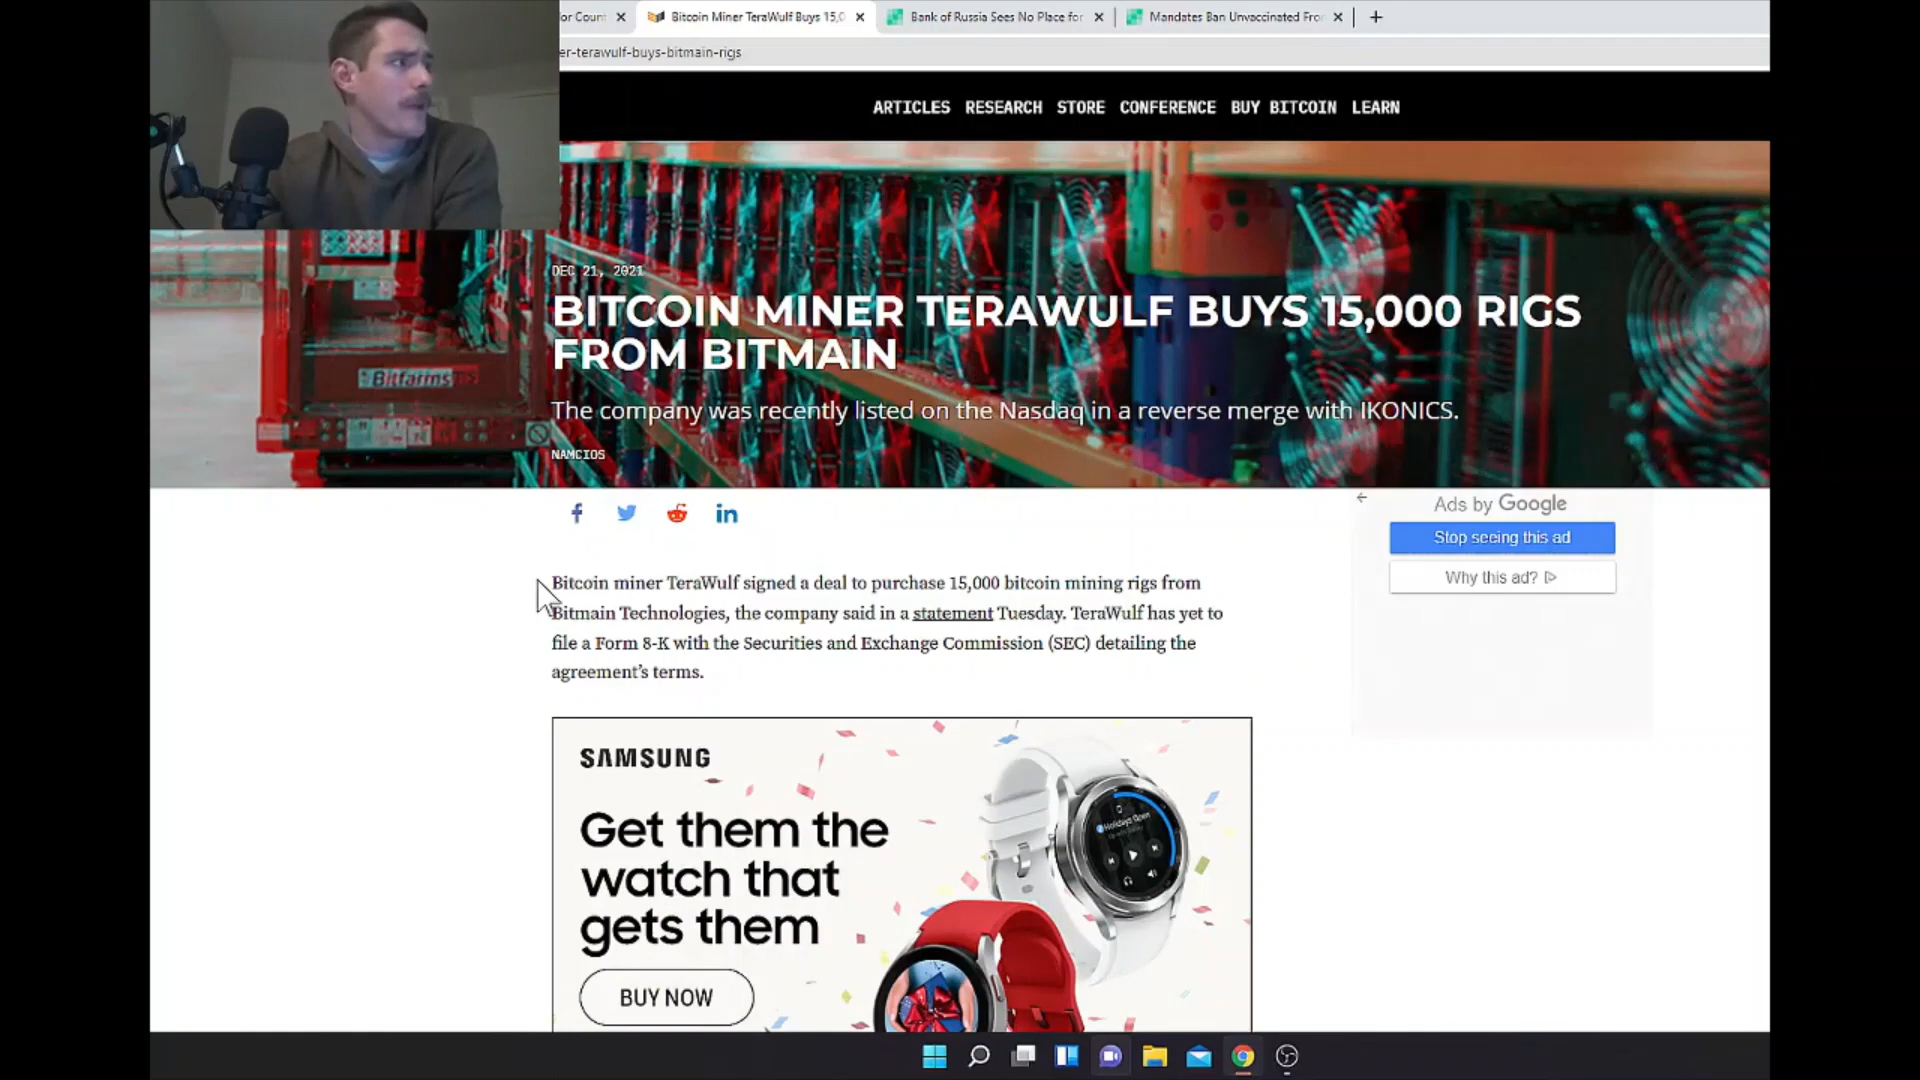 or Count
Bitcoin Miner TeraWulf Buys 15,0
Bank of Russia Sees No Place for
Mandates Ban Unvaccinated Fro
er-terawulf-buys-bitmain-rigs
ARTICLES RESEARCH STORE CONFERENCE BUY BITCOIN LEARN
DEC 21, 2021
BITCOIN MINER TERAWULF BUYS 15,000 RIGS
FROM BITMAIN
Bitfarms
The company was recently listed on the Nasdaq in a reverse merge with IKONICS.
NAMCIOS
Ads by Google
Stop seeing this ad
Why this ad?
Bitcoin miner TeraWulf signed a deal to purchase 15,000 bitcoin mining rigs from
Bitmain Technologies, the company said in a statement Tuesday. TeraWulf has yet to
file a Form 8-K with the Securities and Exchange Commission (SEC) detailing the
agreement's terms.
SAMSUNG
Get them the
watch that
gets them
BUY NOW
Holidays Open